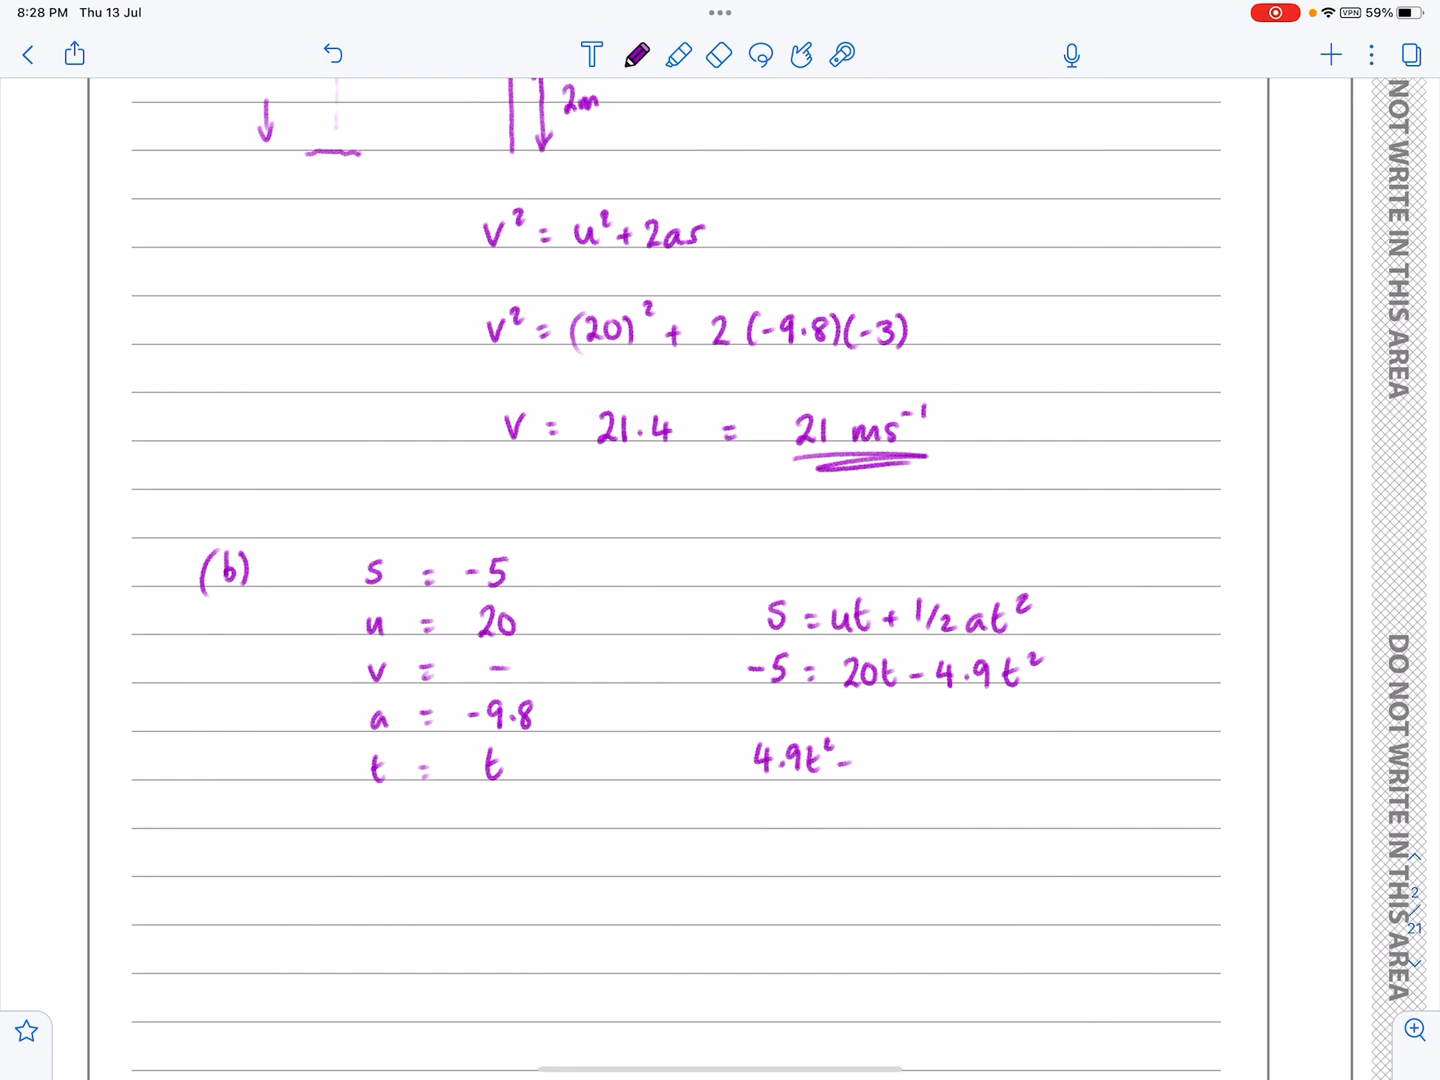 8:28 PM Thu 13 Jul
VPN 59%
T
2m
v² = u² + 2as
v² = (20)² + 2 (-9.8)(-3)
v = 21.4 = 21 ms⁻¹
(b) s = -5
u = 20
v = -
a = -9.8
t = t
s = ut + 1/2 at²
-5 = 20t - 4.9t²
4.9t² -
NOT WRITE IN THIS AREA
DO NOT WRITE IN THIS AREA
2
/
21